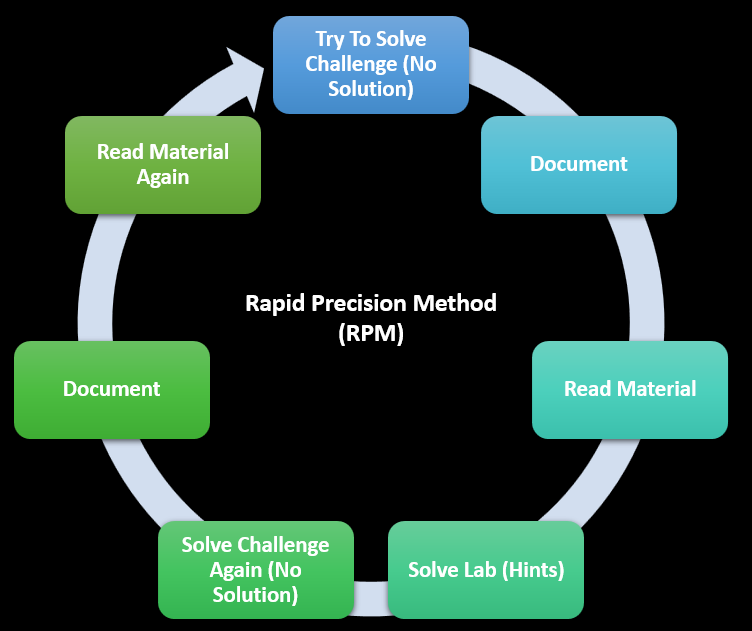 Try To Solve
Challenge (No
Solution)
Document
Read Material
Solve Lab (Hints)
Solve Challenge
Again (No
Solution)
Document
Read Material
Again
Rapid Precision Method
(RPM)